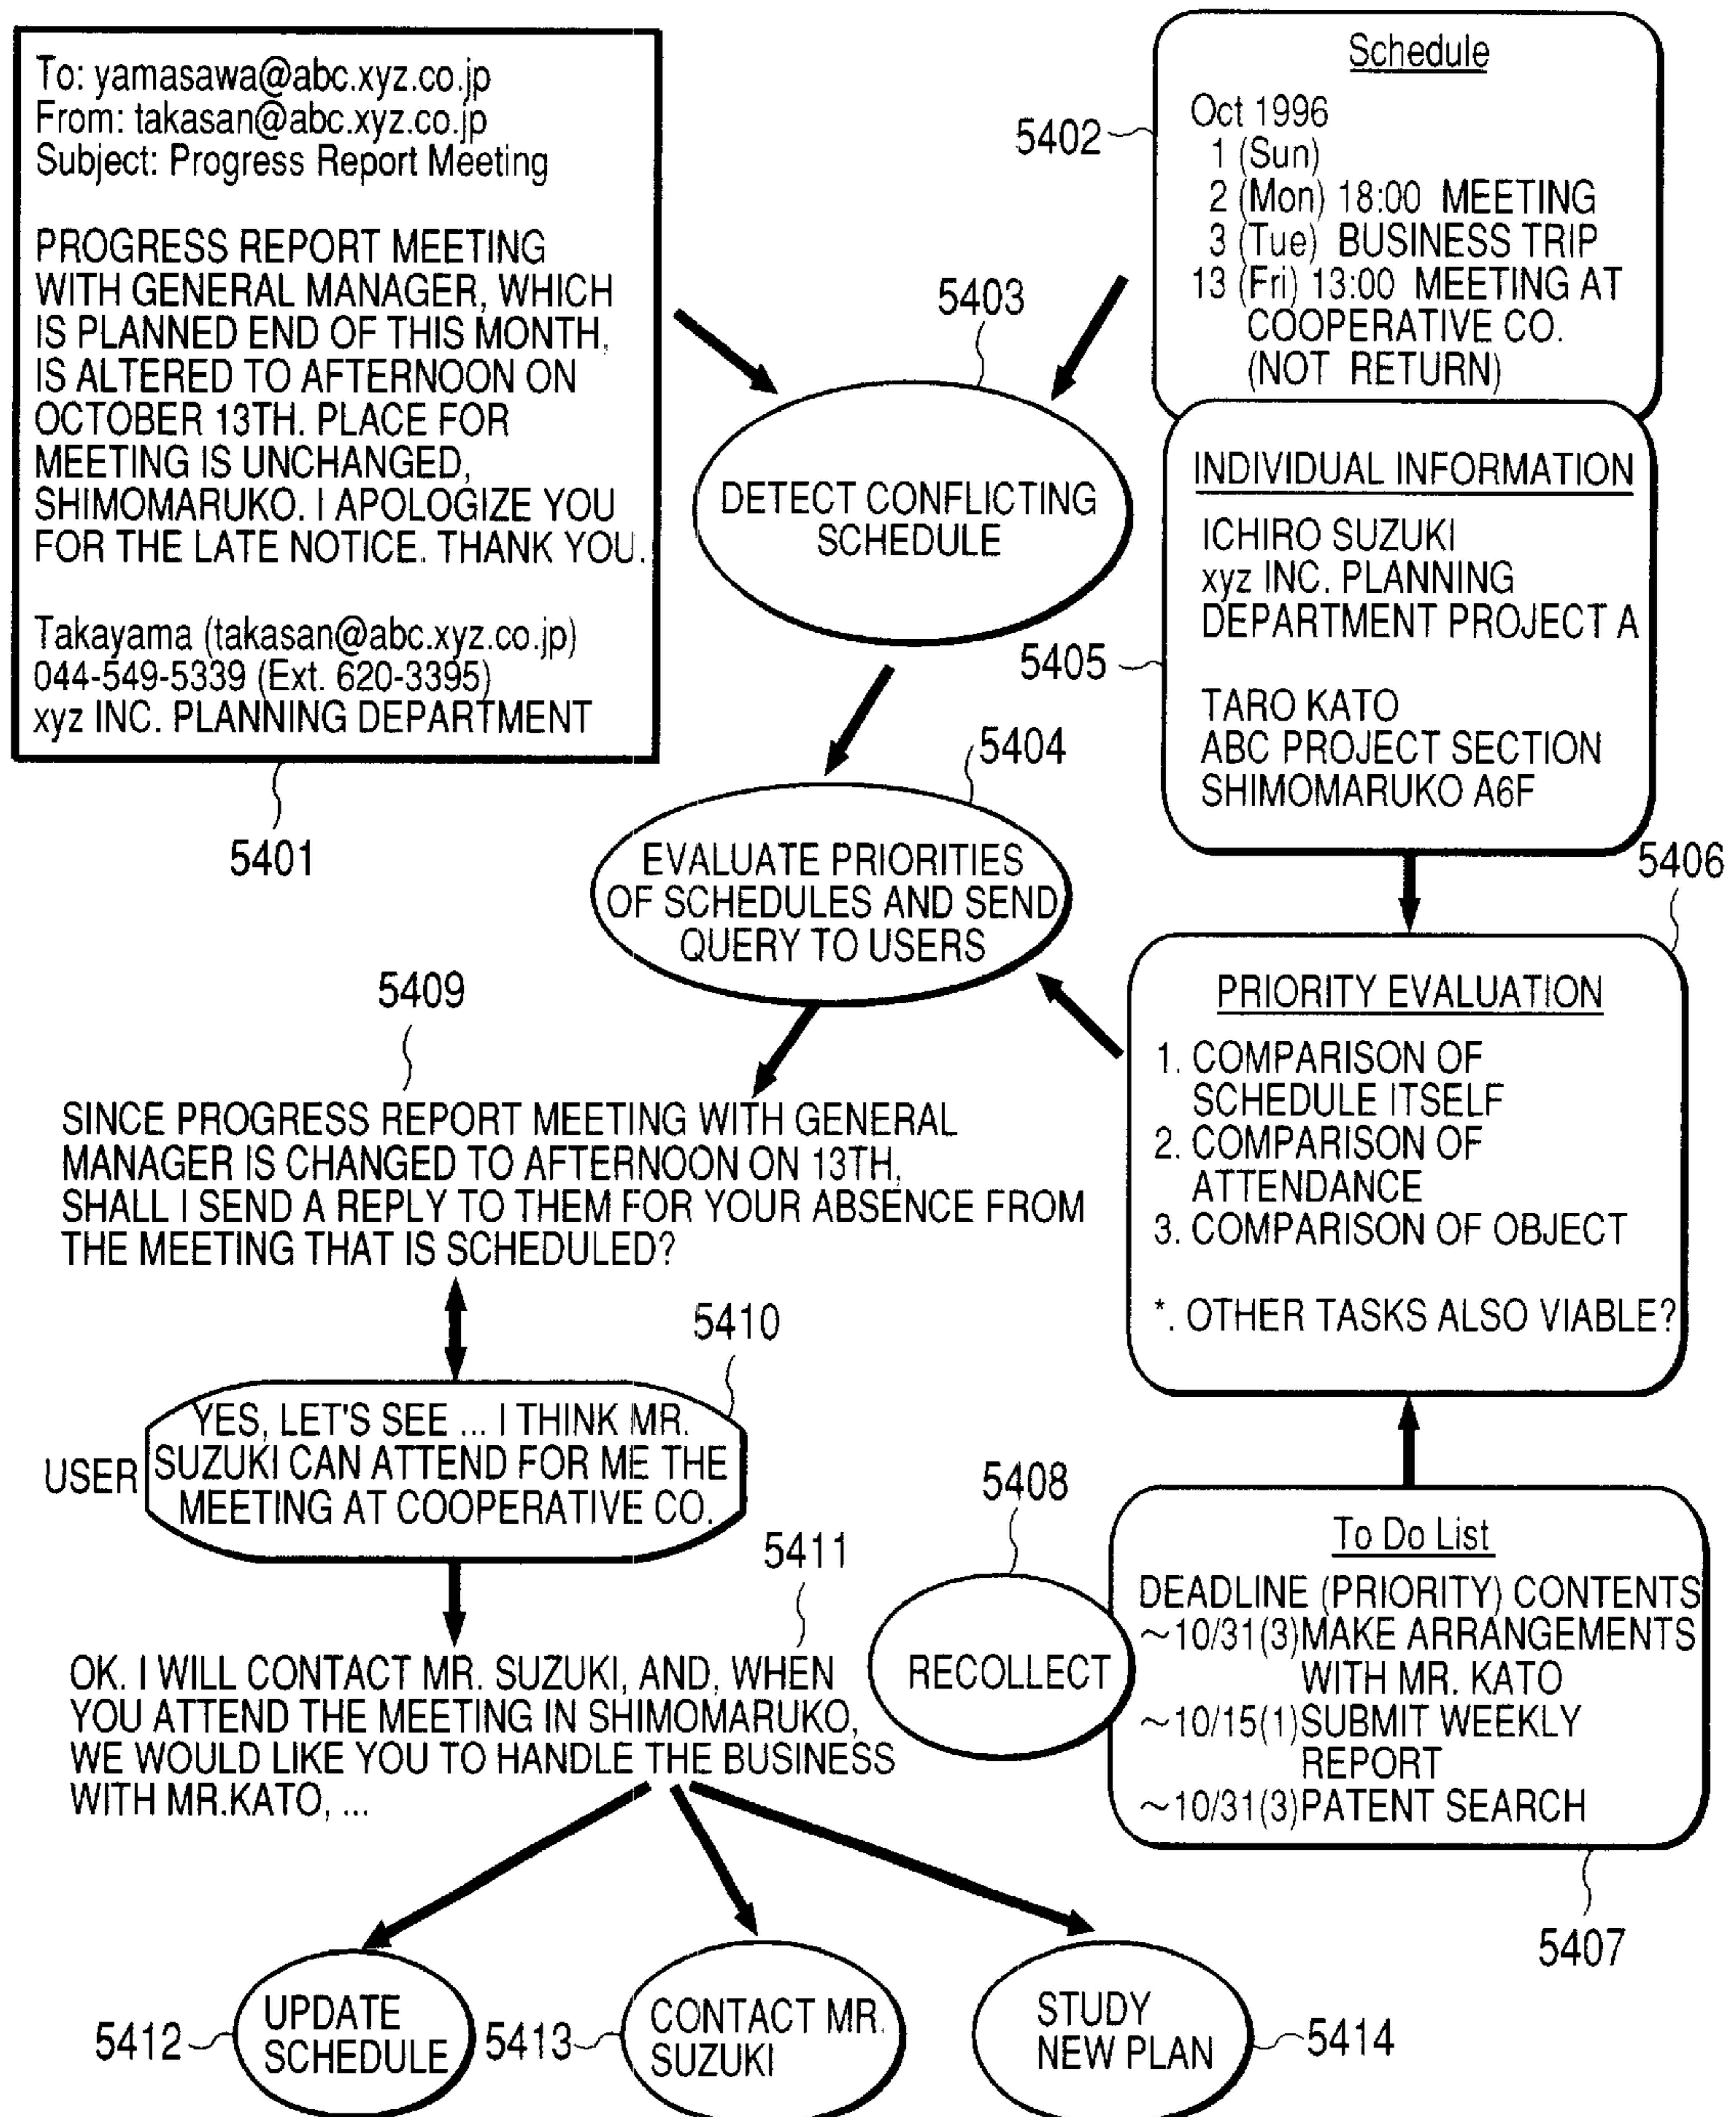 To: yamasawa@abc.xyz.co.jp
From: takasan@abc.xyz.co.jp
Subject: Progress Report Meeting
PROGRESS REPORT MEETING
WITH GENERAL MANAGER, WHICH
IS PLANNED END OF THIS MONTH,
IS ALTERED TO AFTERNOON ON
OCTOBER 13TH. PLACE FOR
MEETING IS UNCHANGED,
SHIMOMARUKO. I APOLOGIZE YOU
FOR THE LATE NOTICE. THANK YOU.
Takayama (takasan@abc.xyz.co.jp)
044-549-5339 (Ext. 620-3395)
xyz INC. PLANNING DEPARTMENT
5401
Schedule
Oct 1996
1 (Sun)
2 (Mon) 18:00 MEETING
3 (Tue) BUSINESS TRIP
13 (Fri) 13:00 MEETING AT
COOPERATIVE CO.
(NOT RETURN)
5402
5403
DETECT CONFLICTING
SCHEDULE
INDIVIDUAL INFORMATION
ICHIRO SUZUKI
xyz INC. PLANNING
DEPARTMENT PROJECT A
TARO KATO
ABC PROJECT SECTION
SHIMOMARUKO A6F
5405
5404
EVALUATE PRIORITIES
OF SCHEDULES AND SEND
QUERY TO USERS
5406
PRIORITY EVALUATION
1. COMPARISON OF
SCHEDULE ITSELF
2. COMPARISON OF
ATTENDANCE
3. COMPARISON OF OBJECT
*. OTHER TASKS ALSO VIABLE?
5409
SINCE PROGRESS REPORT MEETING WITH GENERAL
MANAGER IS CHANGED TO AFTERNOON ON 13TH,
SHALL I SEND A REPLY TO THEM FOR YOUR ABSENCE FROM
THE MEETING THAT IS SCHEDULED?
5410
USER
YES, LET'S SEE ... I THINK MR.
SUZUKI CAN ATTEND FOR ME THE
MEETING AT COOPERATIVE CO.
5408
RECOLLECT
To Do List
DEADLINE (PRIORITY) CONTENTS
~10/31(3)MAKE ARRANGEMENTS
WITH MR. KATO
~10/15(1)SUBMIT WEEKLY
REPORT
~10/31(3)PATENT SEARCH
5407
5411
OK. I WILL CONTACT MR. SUZUKI, AND, WHEN
YOU ATTEND THE MEETING IN SHIMOMARUKO,
WE WOULD LIKE YOU TO HANDLE THE BUSINESS
WITH MR.KATO, ...
5412
UPDATE
SCHEDULE
5413
CONTACT MR.
SUZUKI
STUDY
NEW PLAN
5414